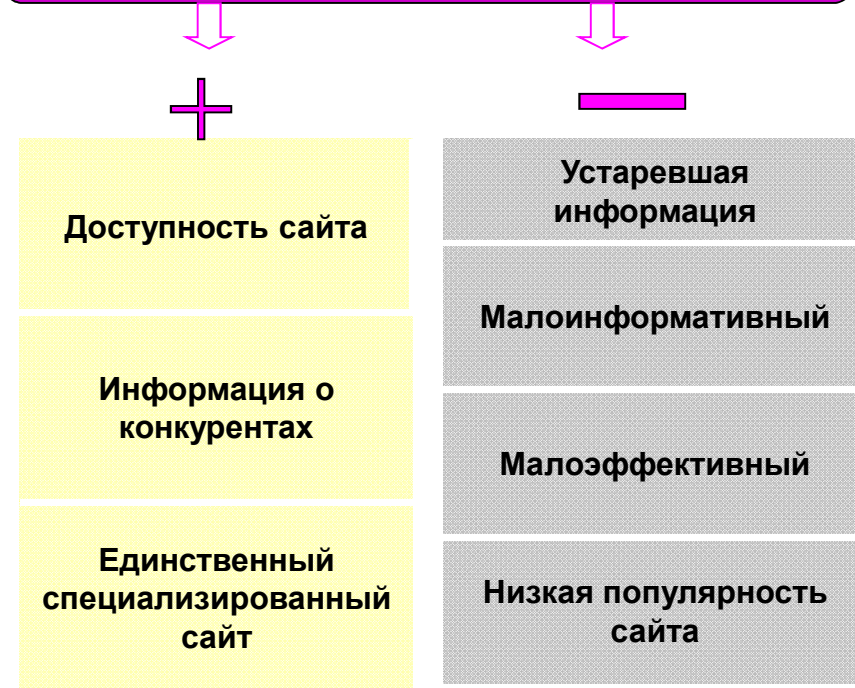 Доступность сайта
Информация о
конкурентах
Единственный
специализированный
сайт
Устаревшая
информация
Малоинформативный
Малоэффективный
Низкая популярность
сайта